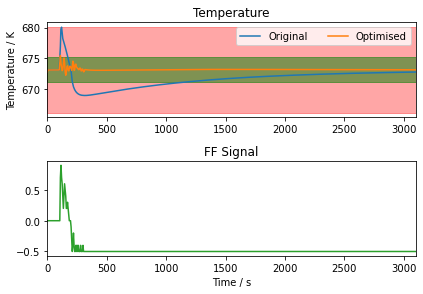 Temperature
Temperature / K
680
675
670
Original
Optimised
0 500 1000 1500 2000 2500 3000
FF Signal
0.5
0.0
−0.5
0 500 1000 1500 2000 2500 3000
Time / s